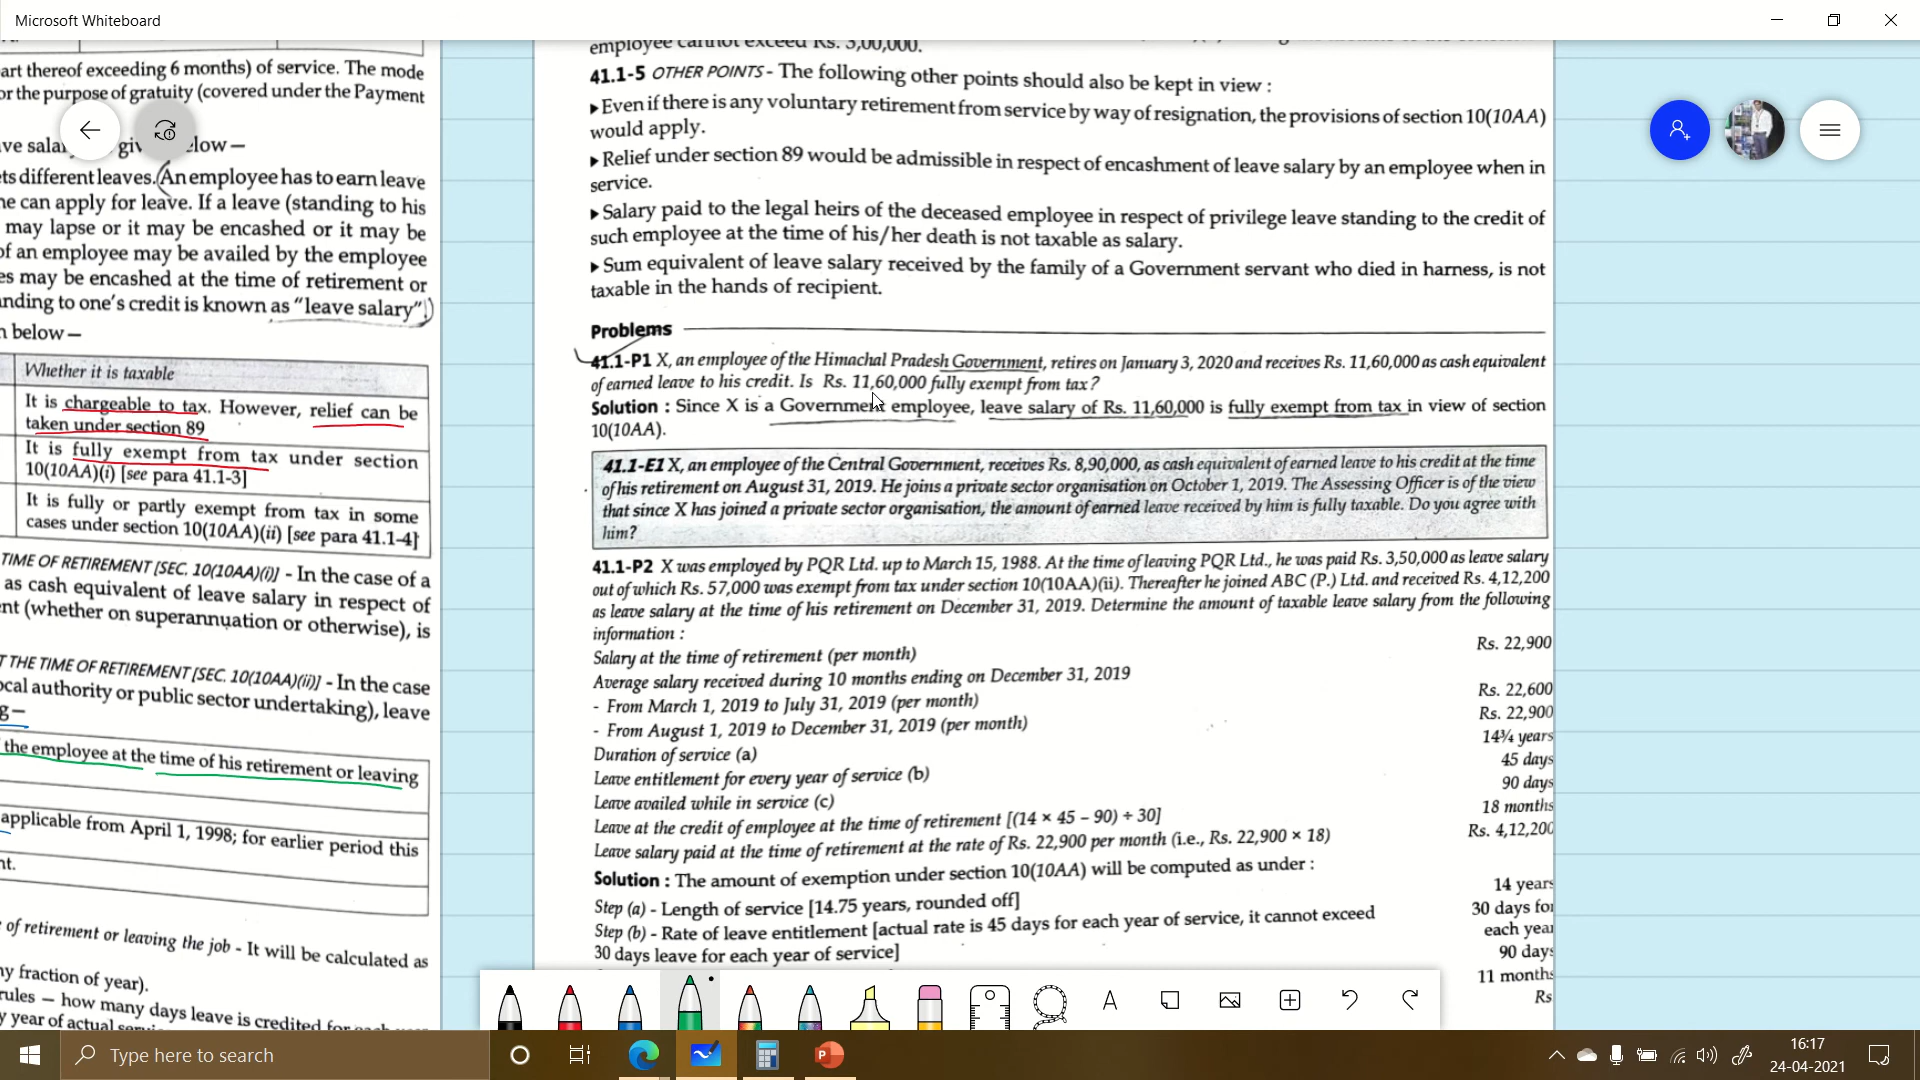 Microsoft Whiteboard
art thereof exceeding 6 months) of service. The mode
or the purpose of gratuity (covered under the Payment
ve sala
giv
low —
ts different leaves. (An employee has to earn leave
ne can apply for leave. If a leave (standing to his
may lapse or it may be encashed or it may be
of an employee may be availed by the employee
es may be encashed at the time of retirement or
nding to one's credit is known as "leave salary".)
n below —
Whether it is taxable
It is chargeable to tax. However, relief can be
taken under section 89
It is fully exempt from tax under section
10(10AA)(i) [see para 41.1-3]
It is fully or partly exempt from tax in some
cases under section 10(10AA)(ii) [see para 41.1-4]
TIME OF RETIREMENT [SEC. 10(10AA)(i)] - In the case of a
as cash equivalent of leave salary in respect of
nt (whether on superannuation or otherwise), is
T THE TIME OF RETIREMENT [SEC. 10(10AA)(ii)] - In the case
ocal authority or public sector undertaking), leave
g —
the employee at the time of his retirement or leaving
applicable from April 1, 1998; for earlier period this
nt.
of retirement or leaving the job - It will be calculated as
ny fraction of year).
rules — how many days leave is credited for each
y year of actual
employee cannot exceed Rs. 3,00,000.
41.1-5 OTHER POINTS - The following other points should also be kept in view :
▸Even if there is any voluntary retirement from service by way of resignation, the provisions of section 10(10AA)
would apply.
▸Relief under section 89 would be admissible in respect of encashment of leave salary by an employee when in
service.
▸Salary paid to the legal heirs of the deceased employee in respect of privilege leave standing to the credit of
such employee at the time of his/her death is not taxable as salary.
▸Sum equivalent of leave salary received by the family of a Government servant who died in harness, is not
taxable in the hands of recipient.
Problems
41.1-P1 X, an employee of the Himachal Pradesh Government, retires on January 3, 2020 and receives Rs. 11,60,000 as cash equivalent
of earned leave to his credit. Is Rs. 11,60,000 fully exempt from tax?
Solution : Since X is a Government employee, leave salary of Rs. 11,60,000 is fully exempt from tax in view of section
10(10AA).
41.1-E1 X, an employee of the Central Government, receives Rs. 8,90,000, as cash equivalent of earned leave to his credit at the time
of his retirement on August 31, 2019. He joins a private sector organisation on October 1, 2019. The Assessing Officer is of the view
that since X has joined a private sector organisation, the amount of earned leave received by him is fully taxable. Do you agree with
him?
41.1-P2 X was employed by PQR Ltd. up to March 15, 1988. At the time of leaving PQR Ltd., he was paid Rs. 3,50,000 as leave salary
out of which Rs. 57,000 was exempt from tax under section 10(10AA)(ii). Thereafter he joined ABC (P.) Ltd. and received Rs. 4,12,200
as leave salary at the time of his retirement on December 31, 2019. Determine the amount of taxable leave salary from the following
information :
Salary at the time of retirement (per month) Rs. 22,900
Average salary received during 10 months ending on December 31, 2019
- From March 1, 2019 to July 31, 2019 (per month) Rs. 22,600
- From August 1, 2019 to December 31, 2019 (per month) Rs. 22,900
Duration of service (a) 14¾ years
Leave entitlement for every year of service (b) 45 days
Leave availed while in service (c) 90 days
Leave at the credit of employee at the time of retirement [(14 × 45 – 90) ÷ 30] 18 months
Leave salary paid at the time of retirement at the rate of Rs. 22,900 per month (i.e., Rs. 22,900 × 18) Rs. 4,12,200
Solution : The amount of exemption under section 10(10AA) will be computed as under :
Step (a) - Length of service [14.75 years, rounded off] 14 years
Step (b) - Rate of leave entitlement [actual rate is 45 days for each year of service, it cannot exceed 30 days for
30 days leave for each year of service] each year
90 days
11 months
Rs
A
Type here to search
16:17
24-04-2021